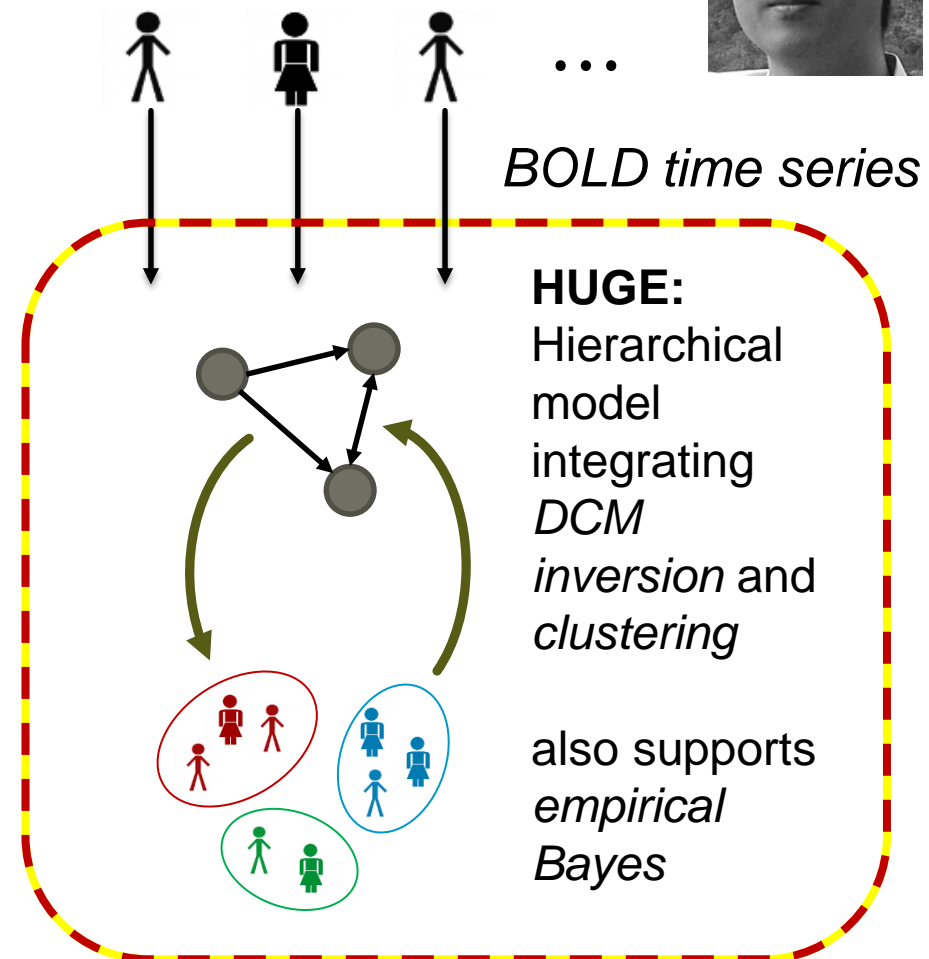 ...
BOLD time series
HUGE:
Hierarchical
model
integrating
DCM
inversion and
clustering
also supports
empirical
Bayes